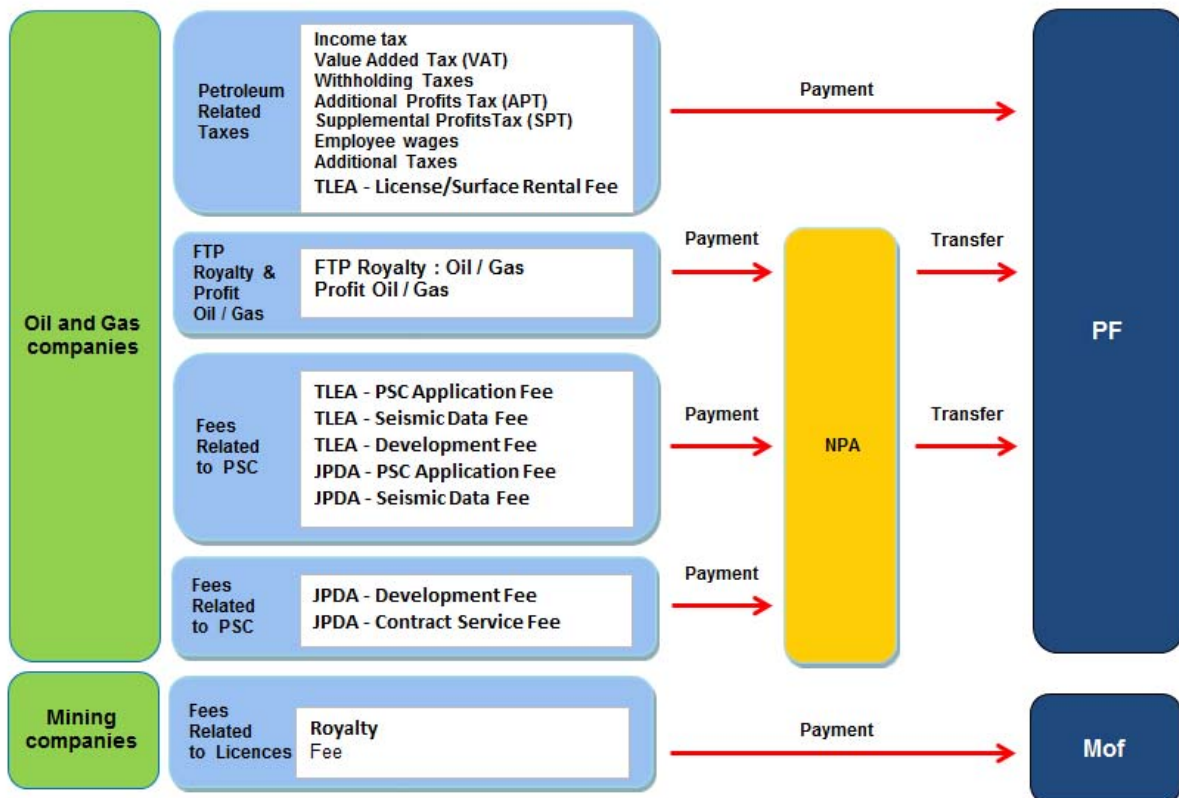 Oil and Gas
companies
Petroleum
Related
Taxes
Income tax
Value Added Tax (VAT)
Withholding Taxes
Additional Profits Tax (APT)
Supplemental ProfitsTax (SPT)
Employee wages
Additional Taxes
TLEA - License/Surface Rental Fee
Payment
FTP
Royalty &
Profit
Oil / Gas
FTP Royalty : Oil / Gas
Profit Oil / Gas
Payment
Transfer
Fees
Related
to PSC
TLEA - PSC Application Fee
TLEA - Seismic Data Fee
TLEA - Development Fee
JPDA - PSC Application Fee
JPDA - Seismic Data Fee
Payment
NPA
Transfer
PF
Fees
Related
to PSC
JPDA - Development Fee
JPDA - Contract Service Fee
Payment
Mining
companies
Fees
Related
to Licences
Royalty
Fee
Payment
Mof